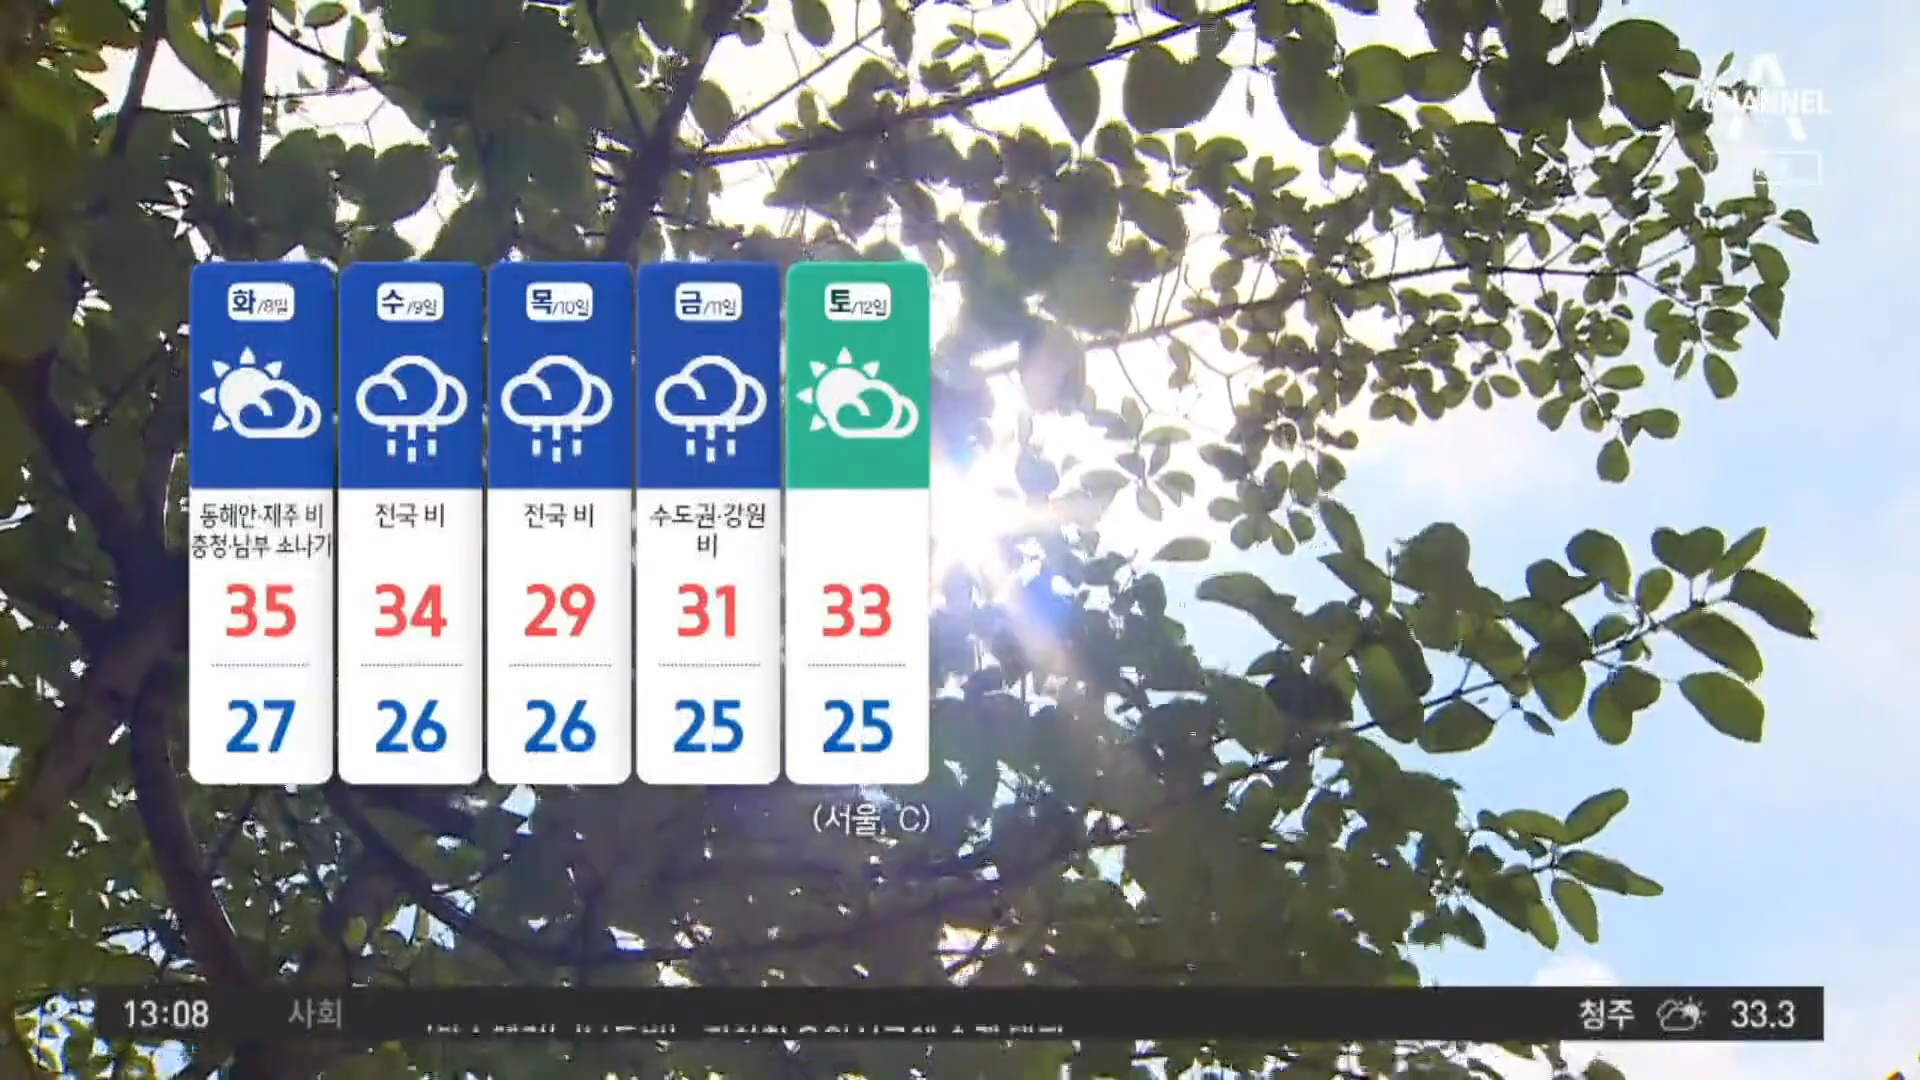 CHANNEL
화/8일
수/9일
목/10일
금/11일
토/12일
동해안·제주 비
충청·남부 소나기
전국 비
전국 비
수도권·강원
비
35
34
29
31
33
27
26
26
25
25
(서울, ℃)
13:08
사회
청주
33.3